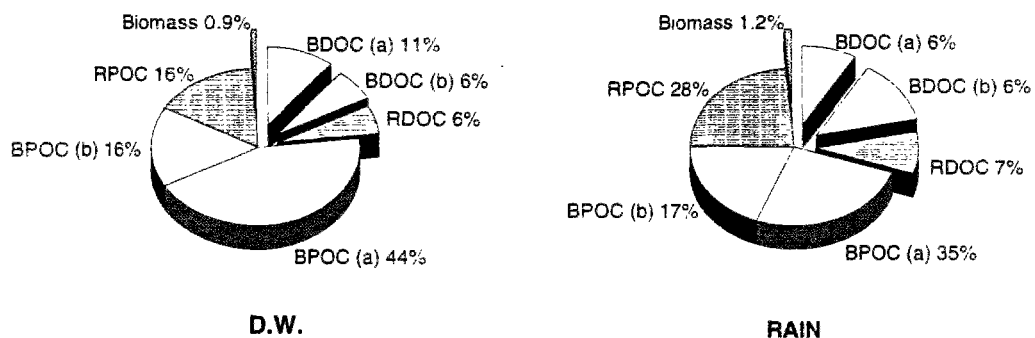 Biomass 0.9%
BDOC (a) 11%
BDOC (b) 6%
RDOC 6%
BPOC (a) 44%
BPOC (b) 16%
RPOC 16%
D.W.
Biomass 1.2%
BDOC (a) 6%
BDOC (b) 6%
RDOC 7%
BPOC (a) 35%
BPOC (b) 17%
RPOC 28%
RAIN